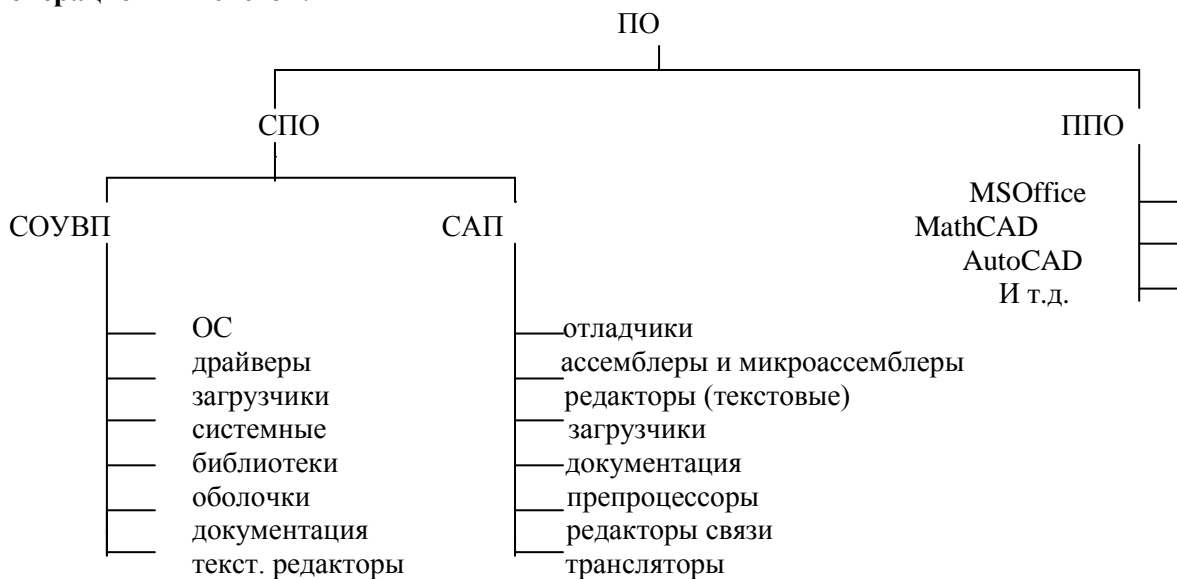 ПО
СПО
ППО
СОУВП
САП
MSOffice
MathCAD
AutoCAD
И т.д.
ОС
драйверы
загрузчики
системные
библиотеки
оболочки
документация
текст. редакторы
отладчики
ассемблеры и микроассемблеры
редакторы (текстовые)
загрузчики
документация
препроцессоры
редакторы связи
трансляторы